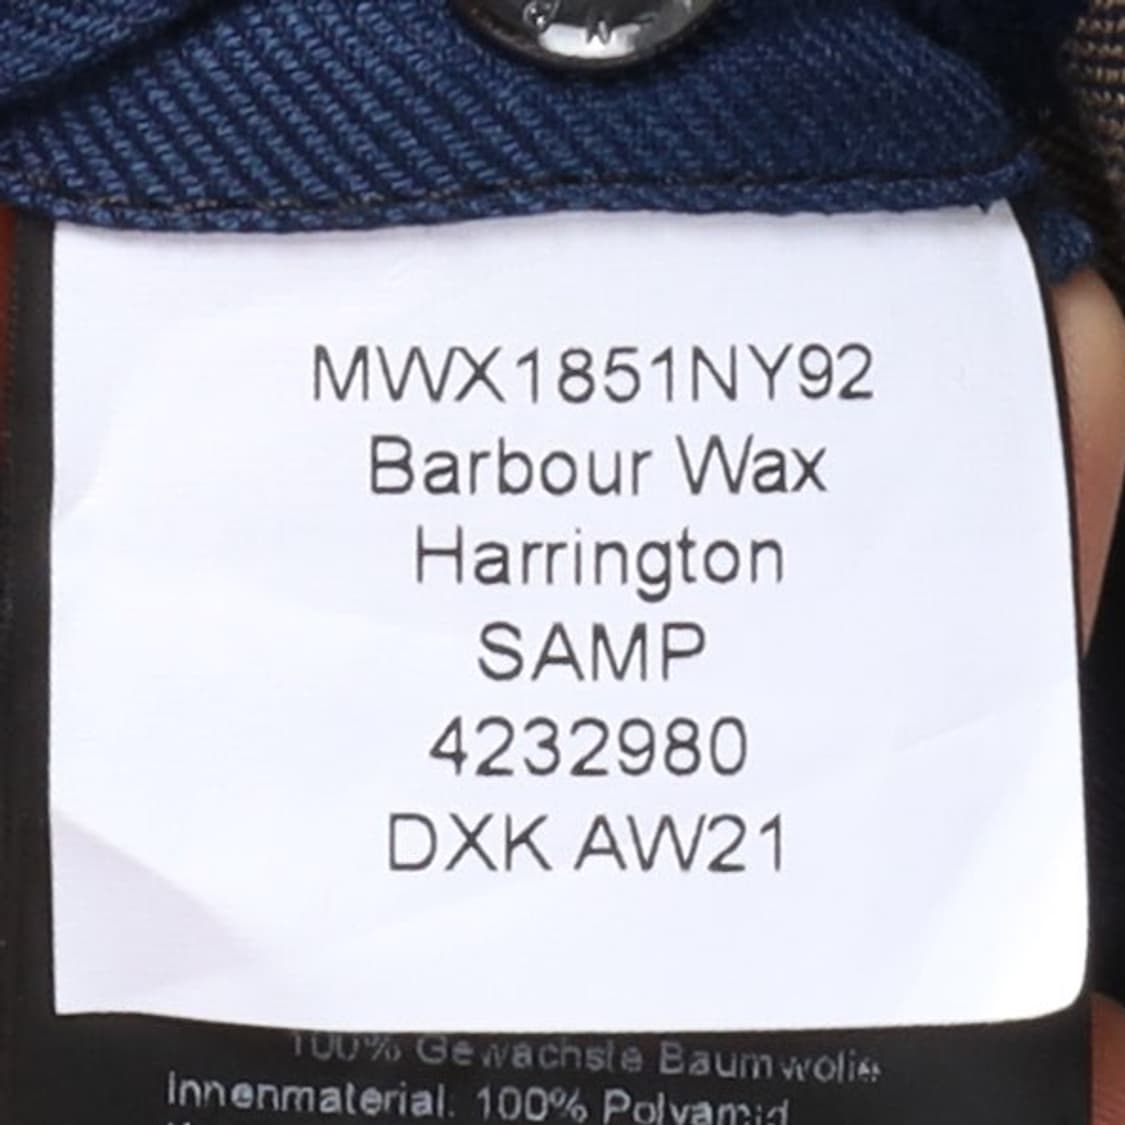 MWX1851NY92
Barbour Wax
Harrington
SAMP
4232980
DXK AW21
100% Gewachste Baumwolle
Innenmaterial. 100% Polyamid